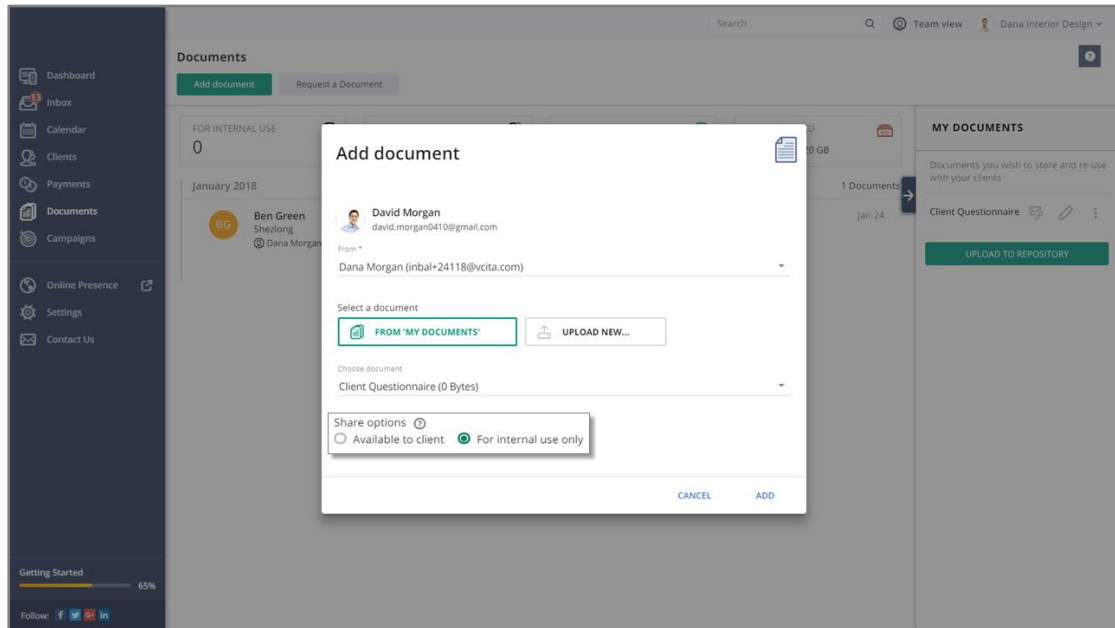 Search
Team view
Dana Interior Design
Documents
Add document
Request a Document
Dashboard
13
Inbox
Calendar
Clients
Payments
Documents
Campaigns
Online Presence
Settings
Contact Us
Getting Started
65%
Follow:
FOR INTERNAL USE
0
GB
January 2018
1 Documents
BG
Ben Green
Shezlong
Dana Morgan
Jan 24
Add document
David Morgan
david.morgan0410@gmail.com
From *
Dana Morgan (inbal+24118@vcita.com)
Select a document
FROM 'MY DOCUMENTS'
UPLOAD NEW...
Choose document
Client Questionnaire (0 Bytes)
Share options
Available to client
For internal use only
CANCEL
ADD
MY DOCUMENTS
Documents you wish to store and re-use
with your clients
Client Questionnaire
UPLOAD TO REPOSITORY